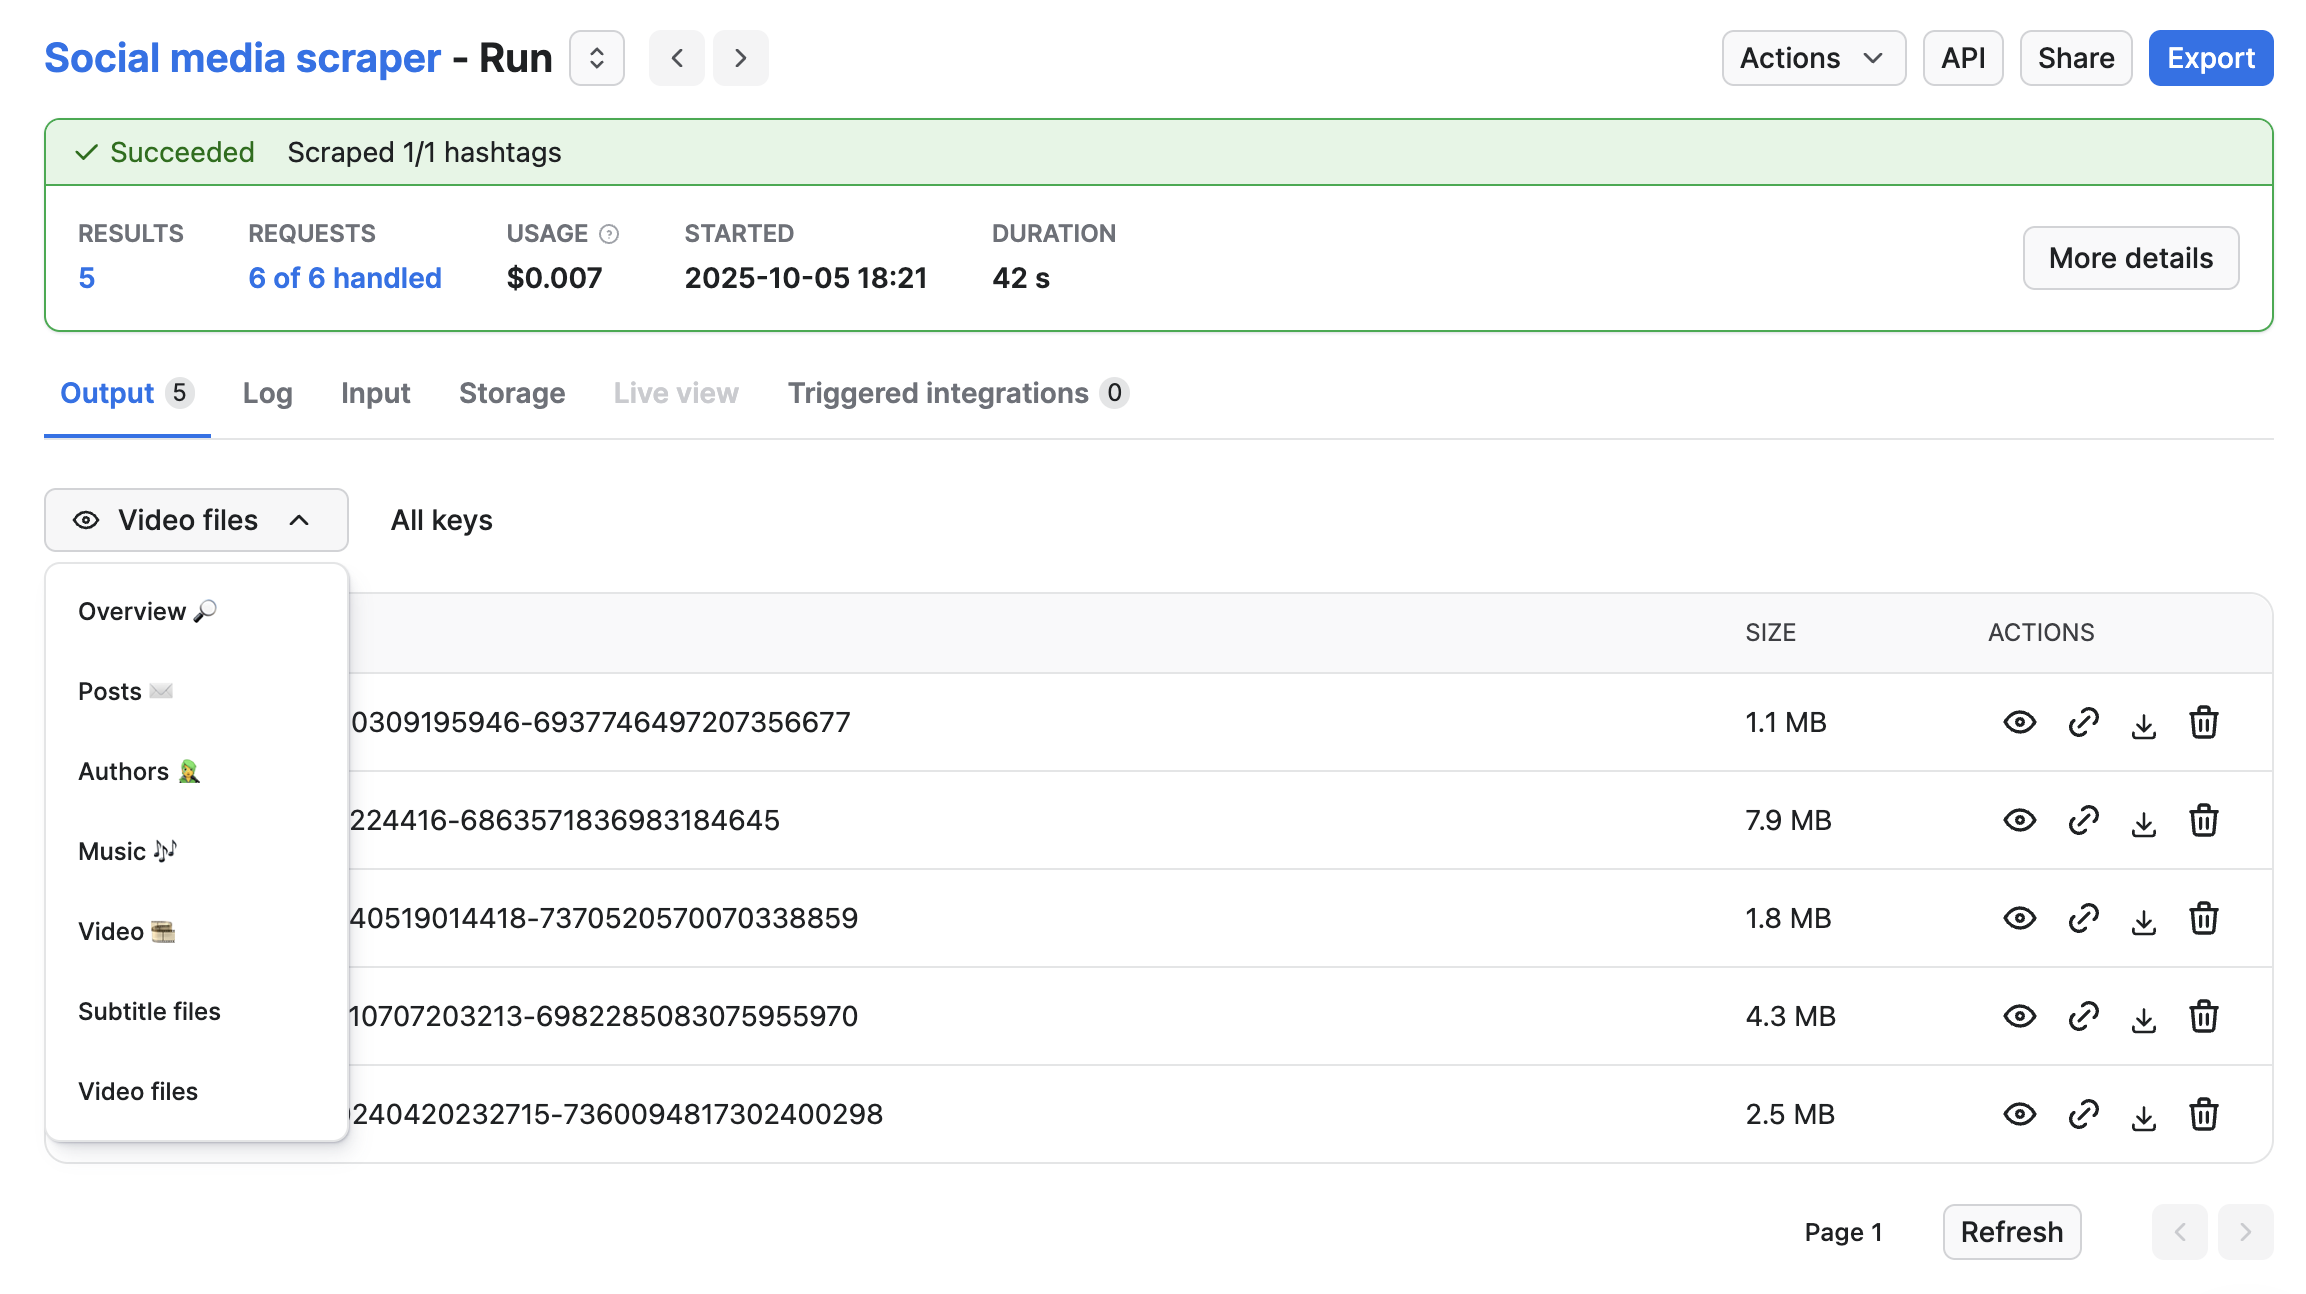 Social media scraper - Run
Actions API Share Export
Succeeded Scraped 1/1 hashtags
RESULTS REQUESTS USAGE STARTED DURATION
5 6 of 6 handled $0.007 2025-10-05 18:21 42 s
More details
Output 5 Log Input Storage Live view Triggered integrations 0
Video files All keys
Overview
Posts
Authors
Music
Video
Subtitle files
Video files
SIZE ACTIONS
0309195946-6937746497207356677 1.1 MB
224416-6863571836983184645 7.9 MB
40519014418-7370520570070338859 1.8 MB
10707203213-6982285083075955970 4.3 MB
240420232715-7360094817302400298 2.5 MB
Page 1 Refresh